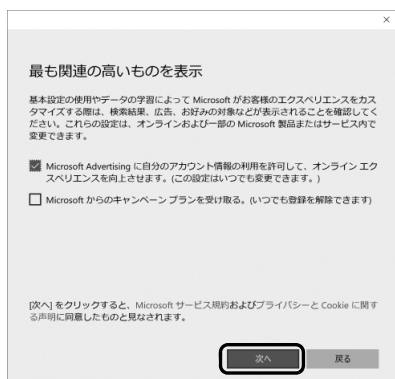 最も関連の高いものを表示
基本設定の使用やデータの学習によって Microsoft がお客様のエクスペリエンスをカス
タマイズする際は、検索結果、広告、お好みの対象などが表示されることを確認してく
ださい。これらの設定は、オンラインおよび一部の Microsoft 製品またはサービス内で
変更できます。
Microsoft Advertising に自分のアカウント情報の利用を許可して、オンライン エク
スペリエンスを向上させます。(この設定はいつでも変更できます。)
Microsoft からのキャンペーン プランを受け取る。(いつでも登録を解除できます)
[次へ] をクリックすると、Microsoft サービス規約およびプライバシーと Cookie に関す
る声明に同意したものと見なされます。
次へ 戻る